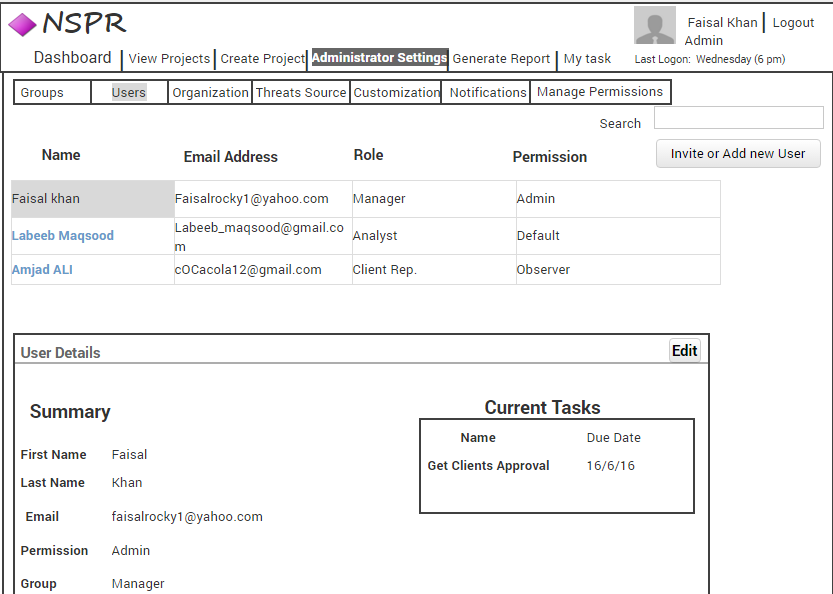 NSPR
Faisal Khan Logout
Admin
Last Logon: Wednesday (6 pm)
Dashboard View Projects Create Project Administrator Settings Generate Report My task
Groups Users Organization Threats Source Customization Notifications Manage Permissions
Search
Name Email Address Role Permission Invite or Add new User
Faisal khan Faisalrocky1@yahoo.com Manager Admin
Labeeb Maqsood Labeeb_maqsood@gmail.co
m Analyst Default
Amjad ALI cOCacola12@gmail.com Client Rep. Observer
User Details Edit
Summary
First Name Faisal
Last Name Khan
Email faisalrocky1@yahoo.com
Permission Admin
Group Manager
Current Tasks
Name Due Date
Get Clients Approval 16/6/16